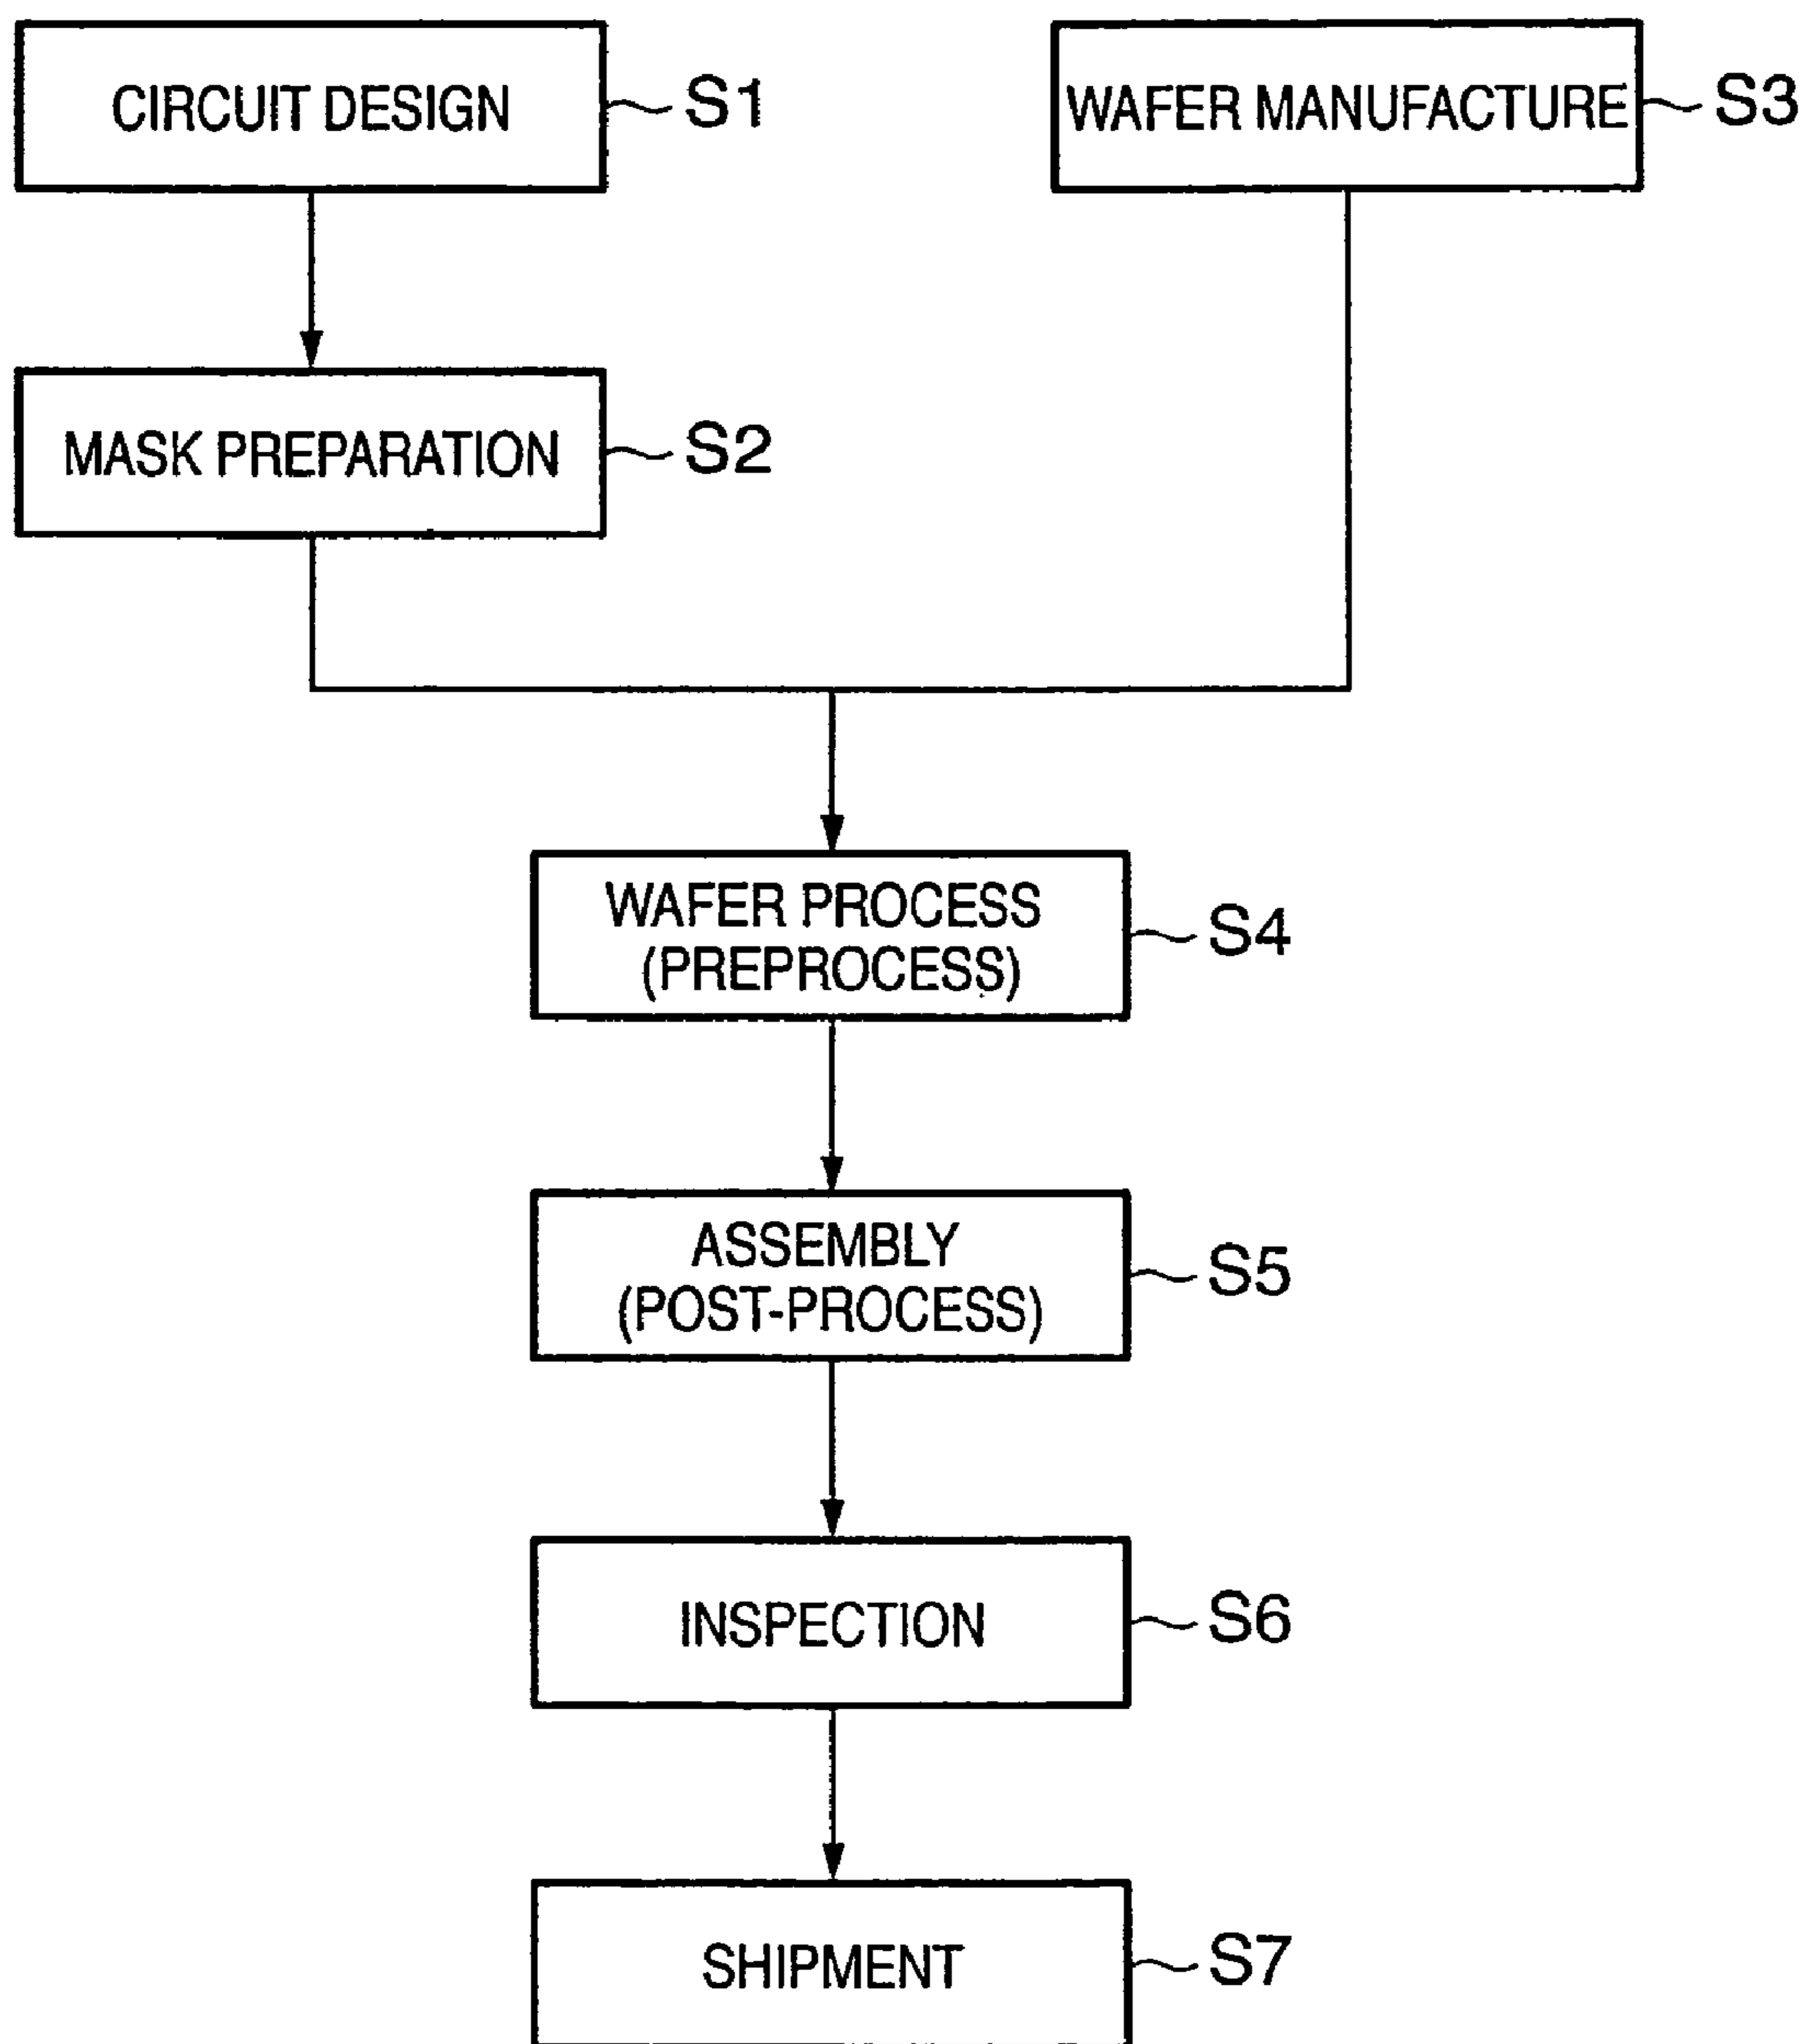 CIRCUIT DESIGN
S1
WAFER MANUFACTURE
S3
MASK PREPARATION
S2
WAFER PROCESS
(PREPROCESS)
S4
ASSEMBLY
(POST-PROCESS)
S5
INSPECTION
S6
SHIPMENT
S7